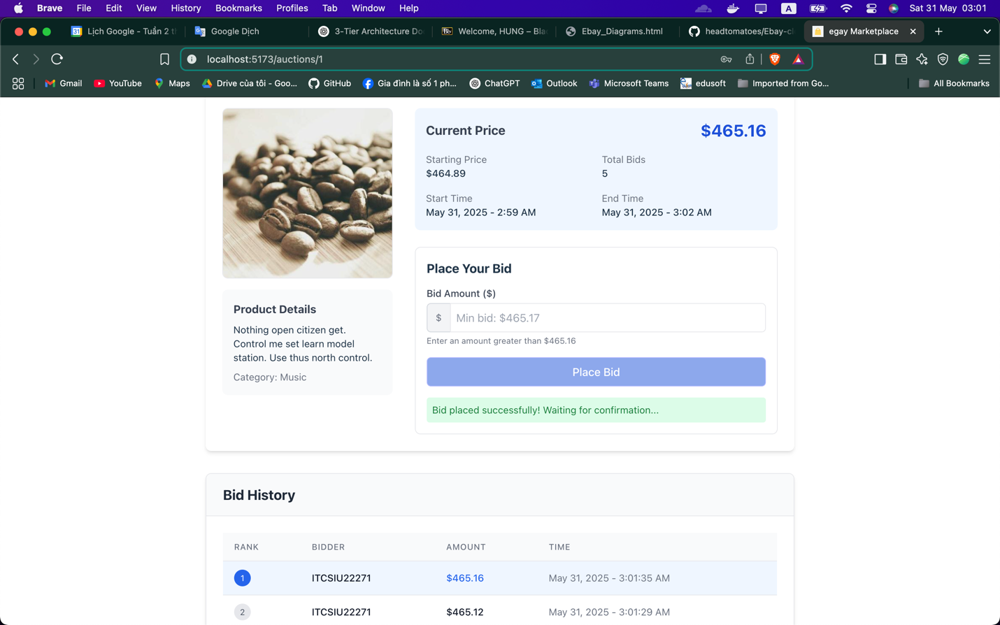 Brave File Edit View History Bookmarks Profiles Tab Window Help A Sat 31 May 03:01
31 Lịch Google - Tuần 2 t Google Dịch 3-Tier Architecture Do Bb Welcome, HUNG – Bla Ebay_Diagrams.html headtomatoes/Ebay-cl egay Marketplace
localhost:5173/auctions/1
Gmail YouTube Maps Drive của tôi - Goo... GitHub Gia đình là số 1 ph... ChatGPT Outlook Microsoft Teams edusoft Imported from Go... All Bookmarks
Current Price $465.16
Starting Price Total Bids
$464.89 5
Start Time End Time
May 31, 2025 - 2:59 AM May 31, 2025 - 3:02 AM
Place Your Bid
Bid Amount ($)
$ Min bid: $465.17
Enter an amount greater than $465.16
Place Bid
Bid placed successfully! Waiting for confirmation...
Product Details
Nothing open citizen get.
Control me set learn model
station. Use thus north control.
Category: Music
Bid History
RANK BIDDER AMOUNT TIME
1 ITCSIU22271 $465.16 May 31, 2025 - 3:01:35 AM
2 ITCSIU22271 $465.12 May 31, 2025 - 3:01:29 AM